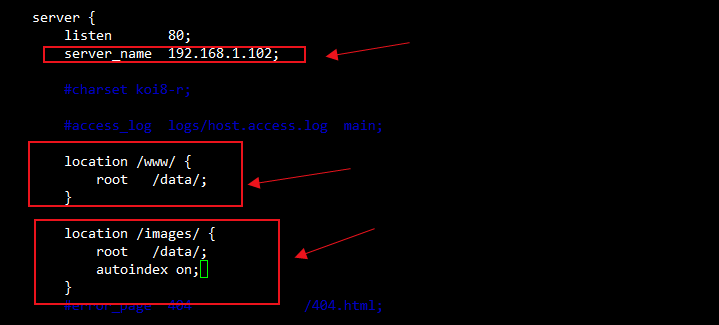 server {
listen 80;
server_name 192.168.1.102;
#charset koi8-r;
#access_log logs/host.access.log main;
location /www/ {
root /data/;
}
location /images/ {
root /data/;
autoindex on;
}
#error_page 404 /404.html;